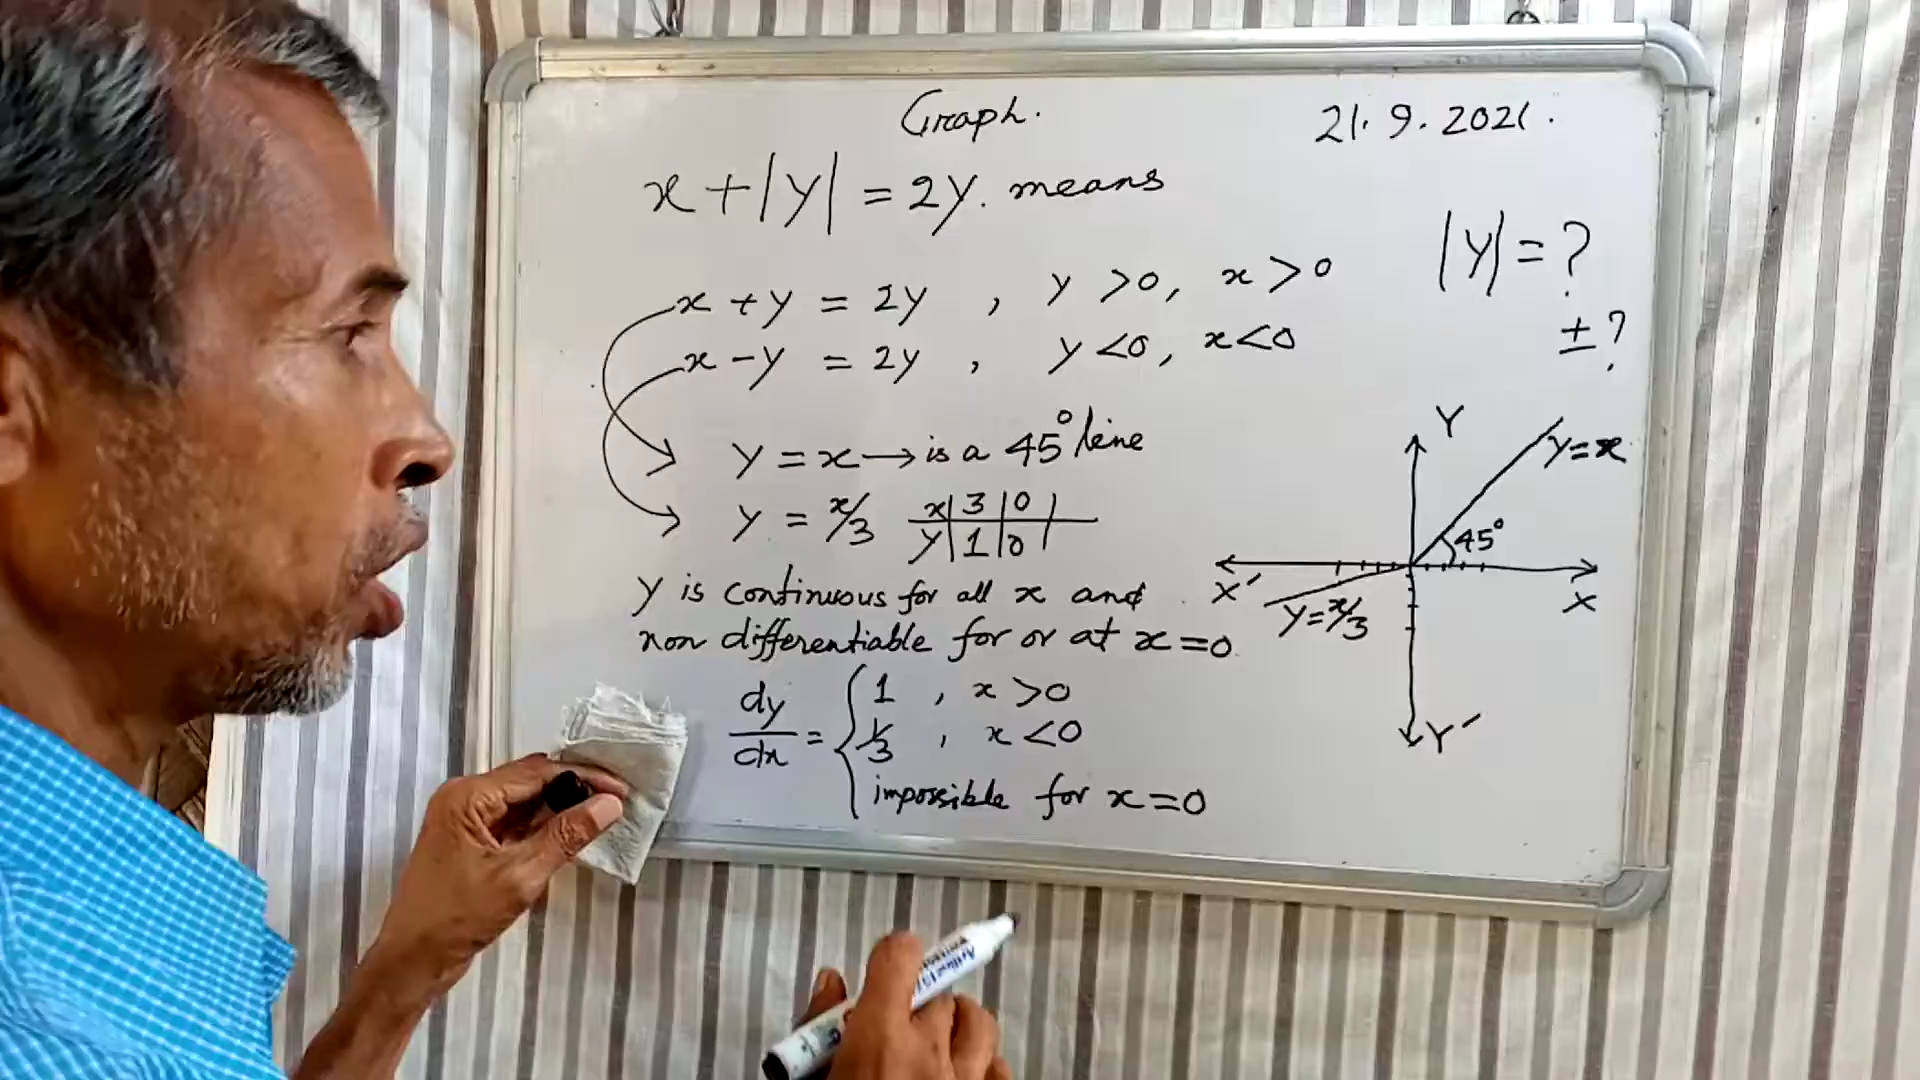 Graph.
21.9.2021.
x+|y| = 2y. means
|y| = ?
± ?
x + y = 2y , y >0, x >0
x - y = 2y , y <0, x <0
y = x → is a 45° line
y = x/3
x | 3 | 0 |
y | 1 | 0 |
y is continuous for all x and
non differentiable for or at x = 0.
dy/dx = { 1 , x >0
1/3 , x <0
impossible for x = 0
Y
y=x
45°
X'
X
y=x/3
Y'
Artline